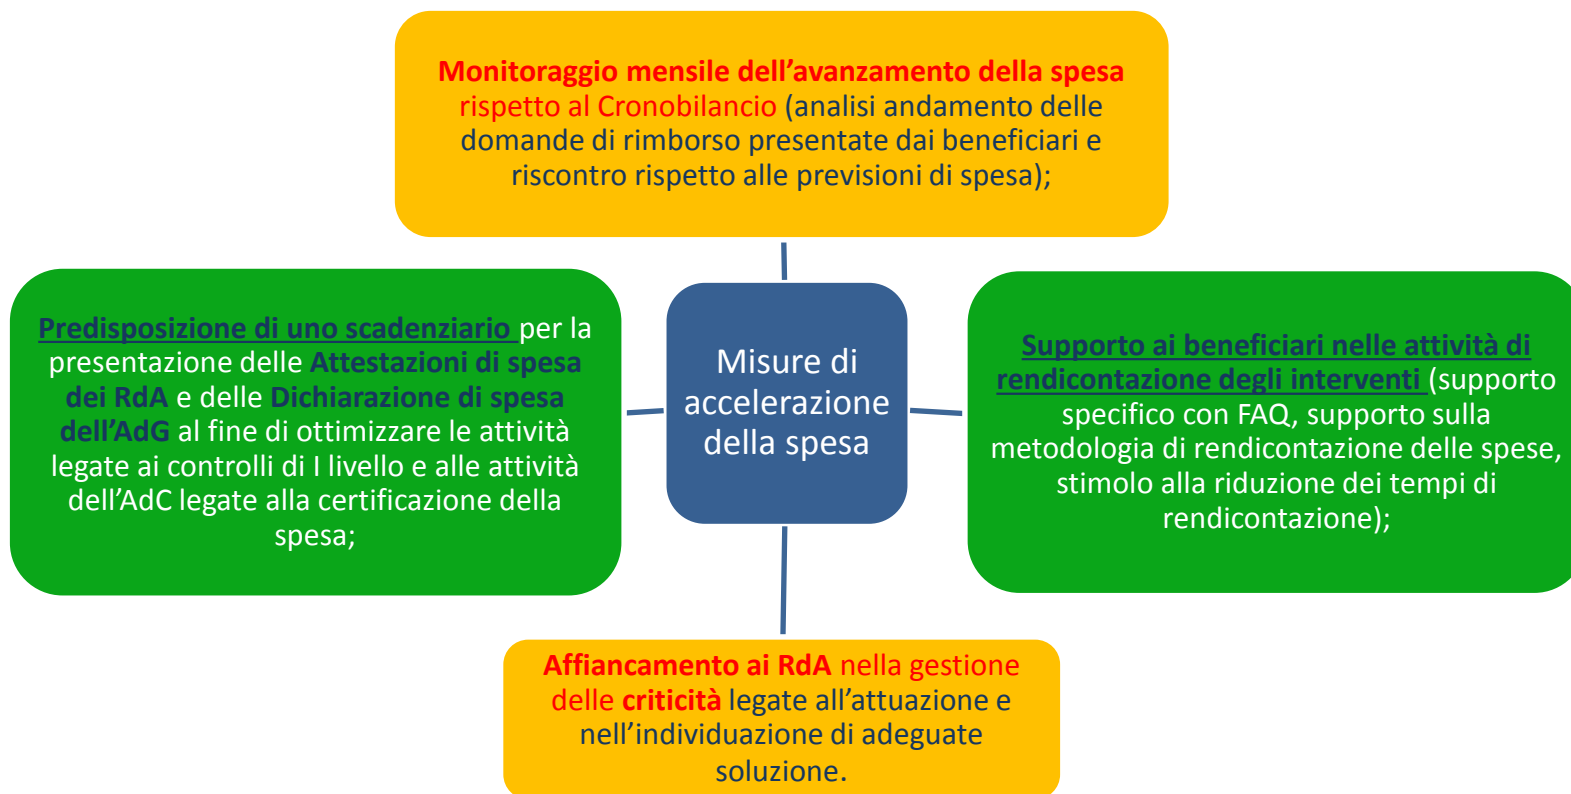 Monitoraggio mensile dell’avanzamento della spesa
rispetto al Cronobilancio (analisi andamento delle
domande di rimborso presentate dai beneficiari e
riscontro rispetto alle previsioni di spesa);
Predisposizione di uno scadenziario per la
presentazione delle Attestazioni di spesa
dei RdA e delle Dichiarazione di spesa
dell’AdG al fine di ottimizzare le attività
legate ai controlli di I livello e alle attività
dell’AdC legate alla certificazione della
spesa;
Misure di
accelerazione
della spesa
Supporto ai beneficiari nelle attività di
rendicontazione degli interventi (supporto
specifico con FAQ, supporto sulla
metodologia di rendicontazione delle spese,
stimolo alla riduzione dei tempi di
rendicontazione);
Affiancamento ai RdA nella gestione
delle criticità legate all’attuazione e
nell’individuazione di adeguate
soluzione.